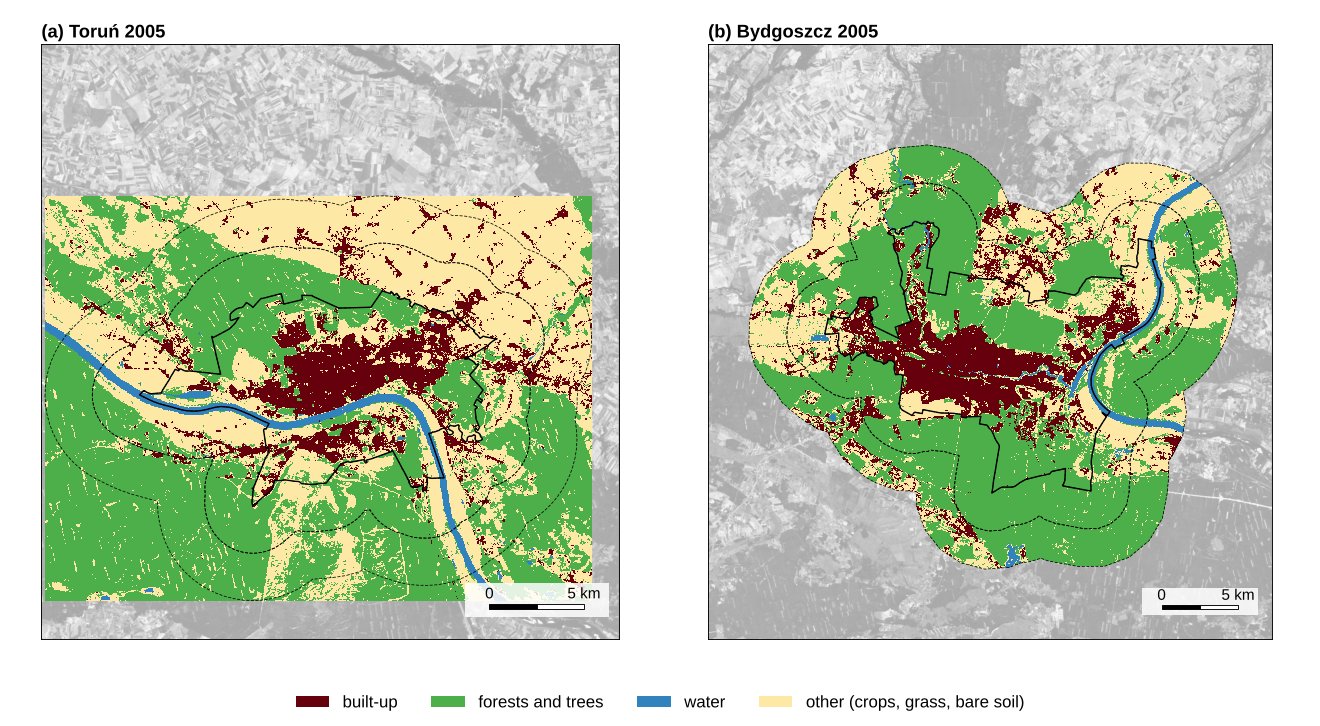 (a) Toruń 2005
(b) Bydgoszcz 2005
0 5 km
0 5 km
built-up
forests and trees
water
other (crops, grass, bare soil)